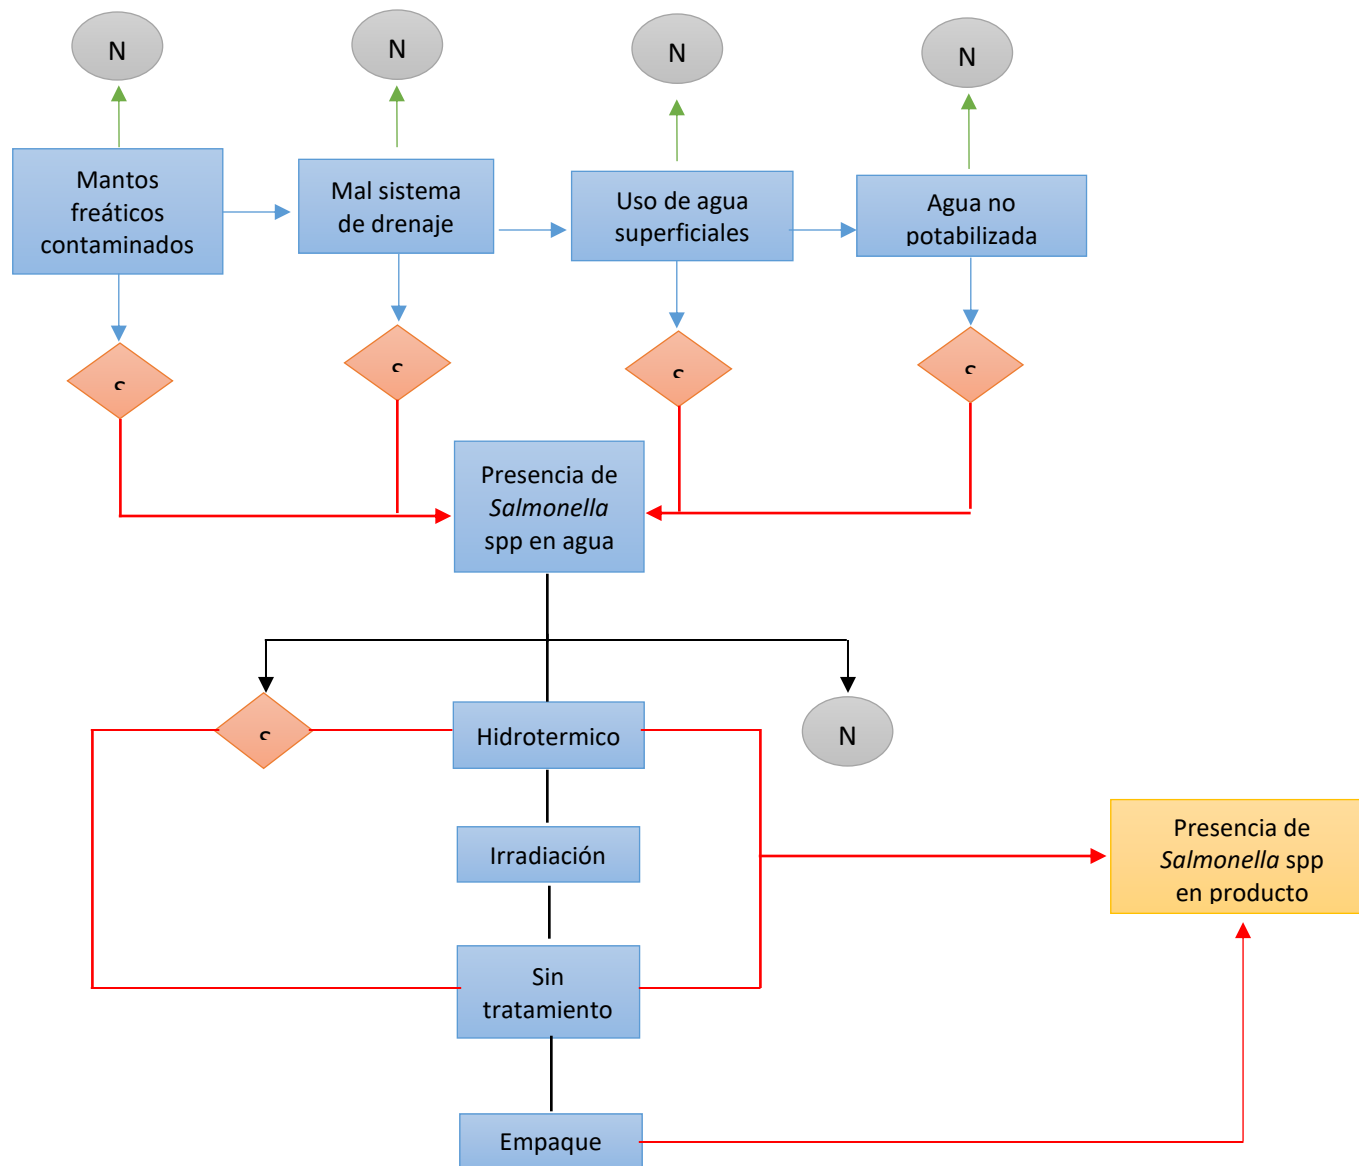 N
N
N
N
Mantos
freáticos
contaminados
Mal sistema
de drenaje
Uso de agua
superficiales
Agua no
potabilizada
Presencia de
Salmonella
spp en agua
Hidrotermico
N
Irradiación
Presencia de
Salmonella spp
en producto
Sin
tratamiento
Empaque